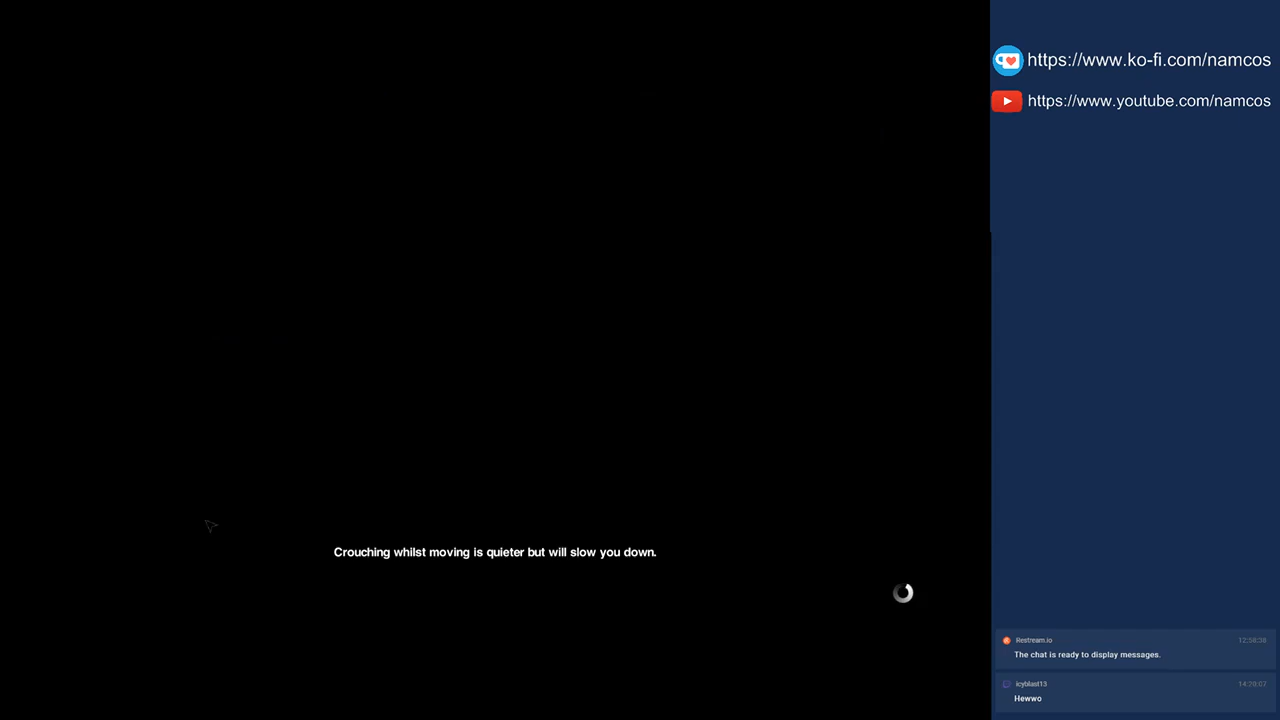 https://www.ko-fi.com/namcos
https://www.youtube.com/namcos
Crouching whilst moving is quieter but will slow you down.
Restream.io 12:58:36
The chat is ready to display messages.
icyblast13 14:20:07
Hewwo